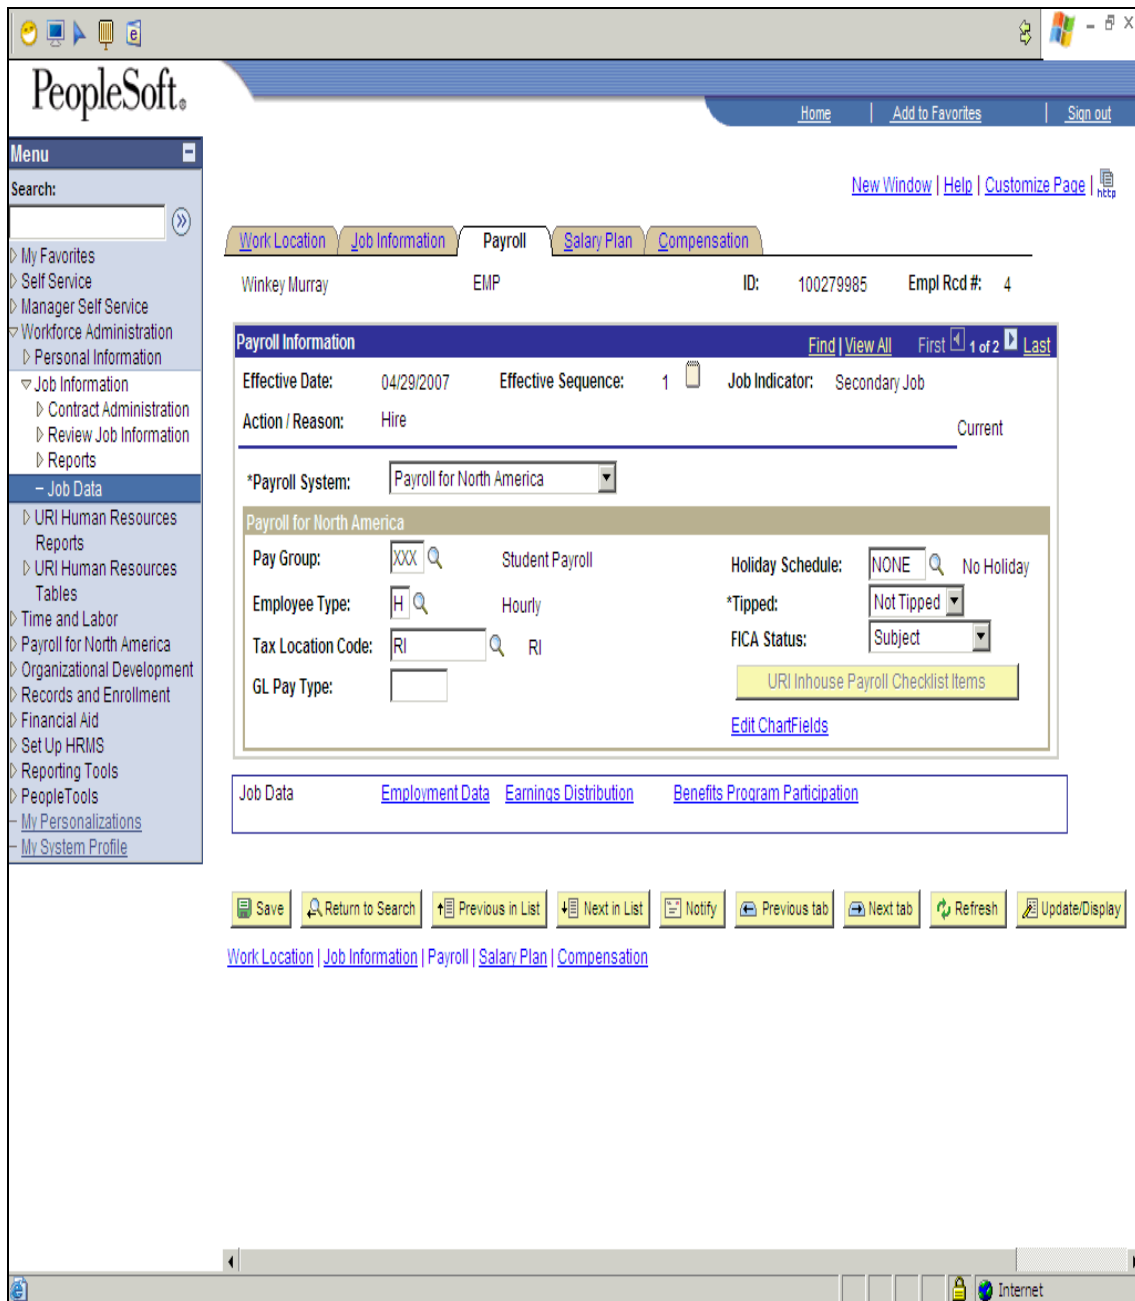 PeopleSoft®
Home | Add to Favorites | Sign out
Menu
Search:
My Favorites
Self Service
Manager Self Service
Workforce Administration
Personal Information
Job Information
Contract Administration
Review Job Information
Reports
– Job Data
URI Human Resources
Reports
URI Human Resources
Tables
Time and Labor
Payroll for North America
Organizational Development
Records and Enrollment
Financial Aid
Set Up HRMS
Reporting Tools
PeopleTools
– My Personalizations
– My System Profile
New Window | Help | Customize Page | http
Work Location Job Information Payroll Salary Plan Compensation
Winkey Murray EMP ID: 100279985 Empl Rcd #: 4
Payroll Information Find | View All First 1 of 2 Last
Effective Date: 04/29/2007 Effective Sequence: 1 Job Indicator: Secondary Job
Action / Reason: Hire
Current
*Payroll System: Payroll for North America
Payroll for North America
Pay Group: XXX Student Payroll Holiday Schedule: NONE No Holiday
Employee Type: H Hourly *Tipped: Not Tipped
Tax Location Code: RI RI FICA Status: Subject
GL Pay Type: URI Inhouse Payroll Checklist Items
Edit ChartFields
Job Data Employment Data Earnings Distribution Benefits Program Participation
Save Return to Search Previous in List Next in List Notify Previous tab Next tab Refresh Update/Display
Work Location | Job Information | Payroll | Salary Plan | Compensation
Internet